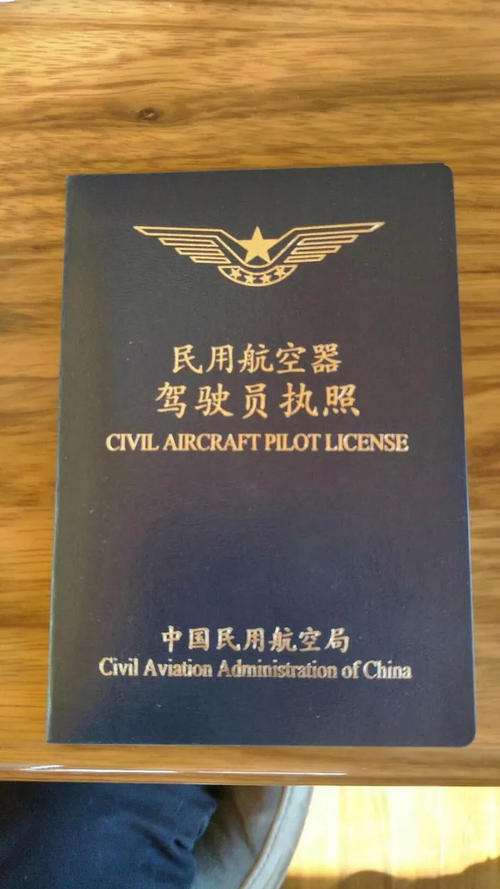 民用航空器
驾驶员执照
CIVIL AIRCRAFT PILOT LICENSE
中国民用航空局
Civil Aviation Administration of China